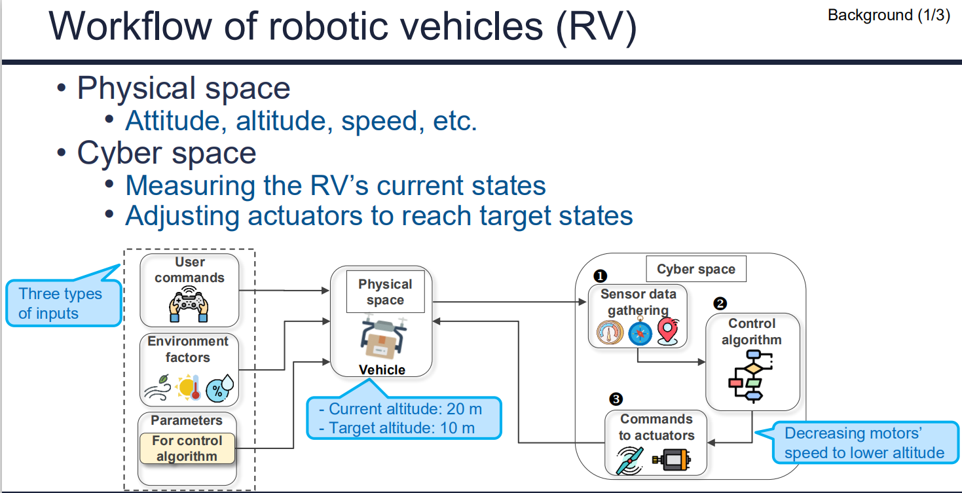 Workflow of robotic vehicles (RV)
Background (1/3)
• Physical space
• Attitude, altitude, speed, etc.
• Cyber space
• Measuring the RV's current states
• Adjusting actuators to reach target states
Three types
of inputs
User
commands
Environment
factors
%
Parameters
For control
algorithm
Physical
space
Vehicle
- Current altitude: 20 m
- Target altitude: 10 m
Cyber space
❶
Sensor data
gathering
❷
Control
algorithm
❸
Commands
to actuators
Decreasing motors'
speed to lower altitude